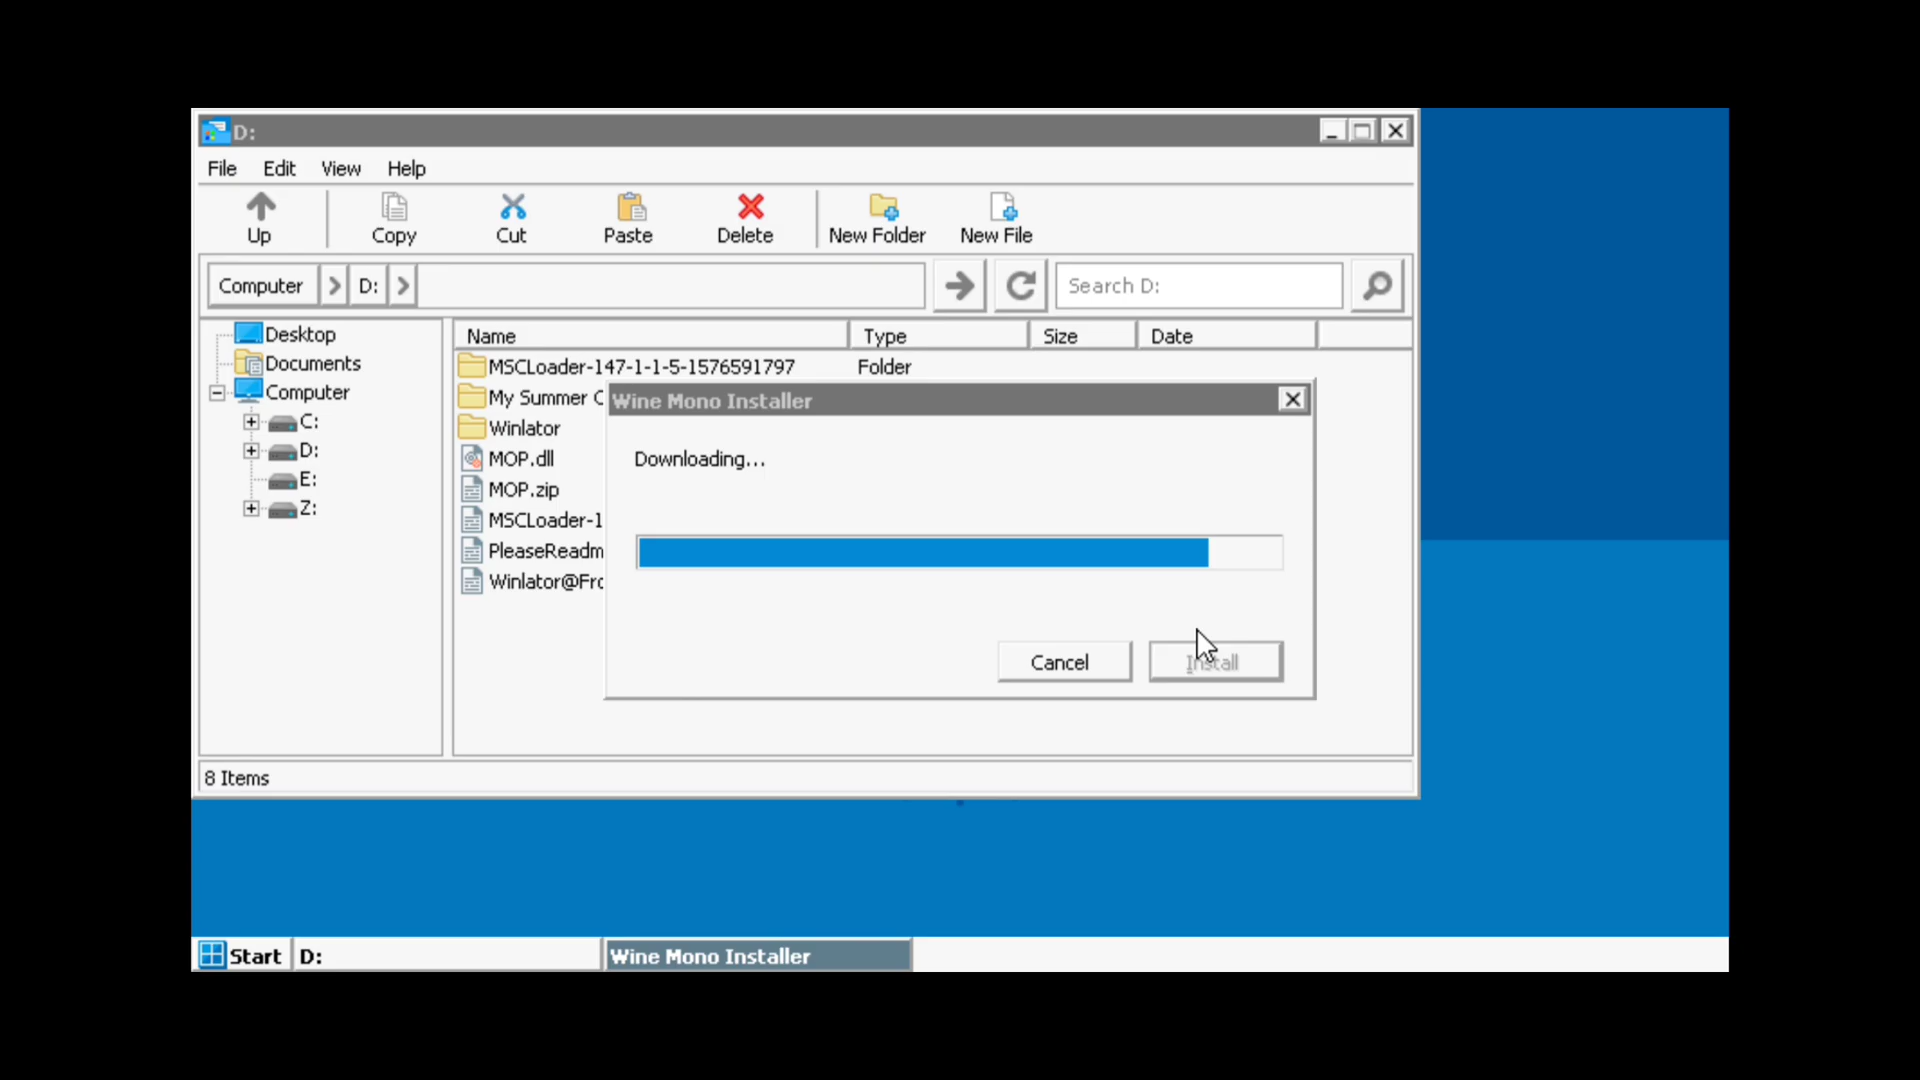 D:
File Edit View Help
Up Copy Cut Paste Delete New Folder New File
Computer D: Search D:
Desktop
Documents
Computer
C:
D:
E:
Z:
Name Type Size Date
MSCLoader-147-1-1-5-1576591797 Folder
My Summer C
Winlator
MOP.dll
MOP.zip
MSCLoader-1
PleaseReadm
Winlator@Frc
Wine Mono Installer
Downloading...
Cancel Install
8 Items
Start D: Wine Mono Installer